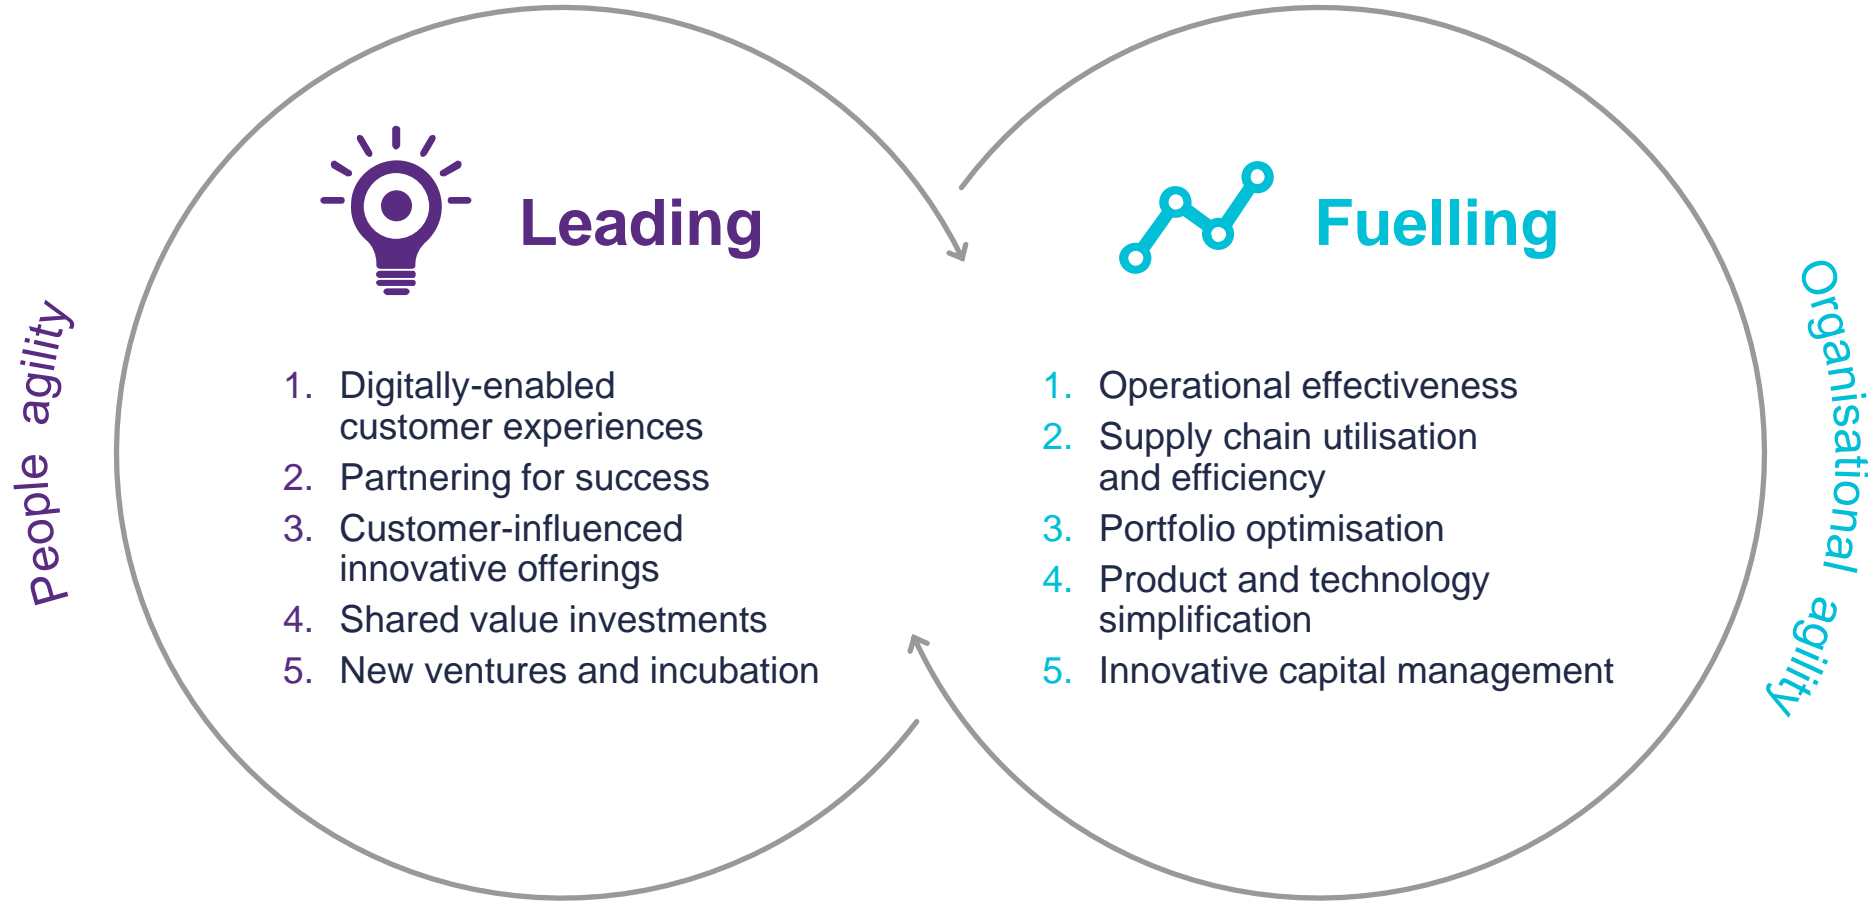 People agility
Leading
1. Digitally-enabled
customer experiences
2. Partnering for success
3. Customer-influenced
innovative offerings
4. Shared value investments
5. New ventures and incubation
Fuelling
1. Operational effectiveness
2. Supply chain utilisation
and efficiency
3. Portfolio optimisation
4. Product and technology
simplification
5. Innovative capital management
Organisational agility